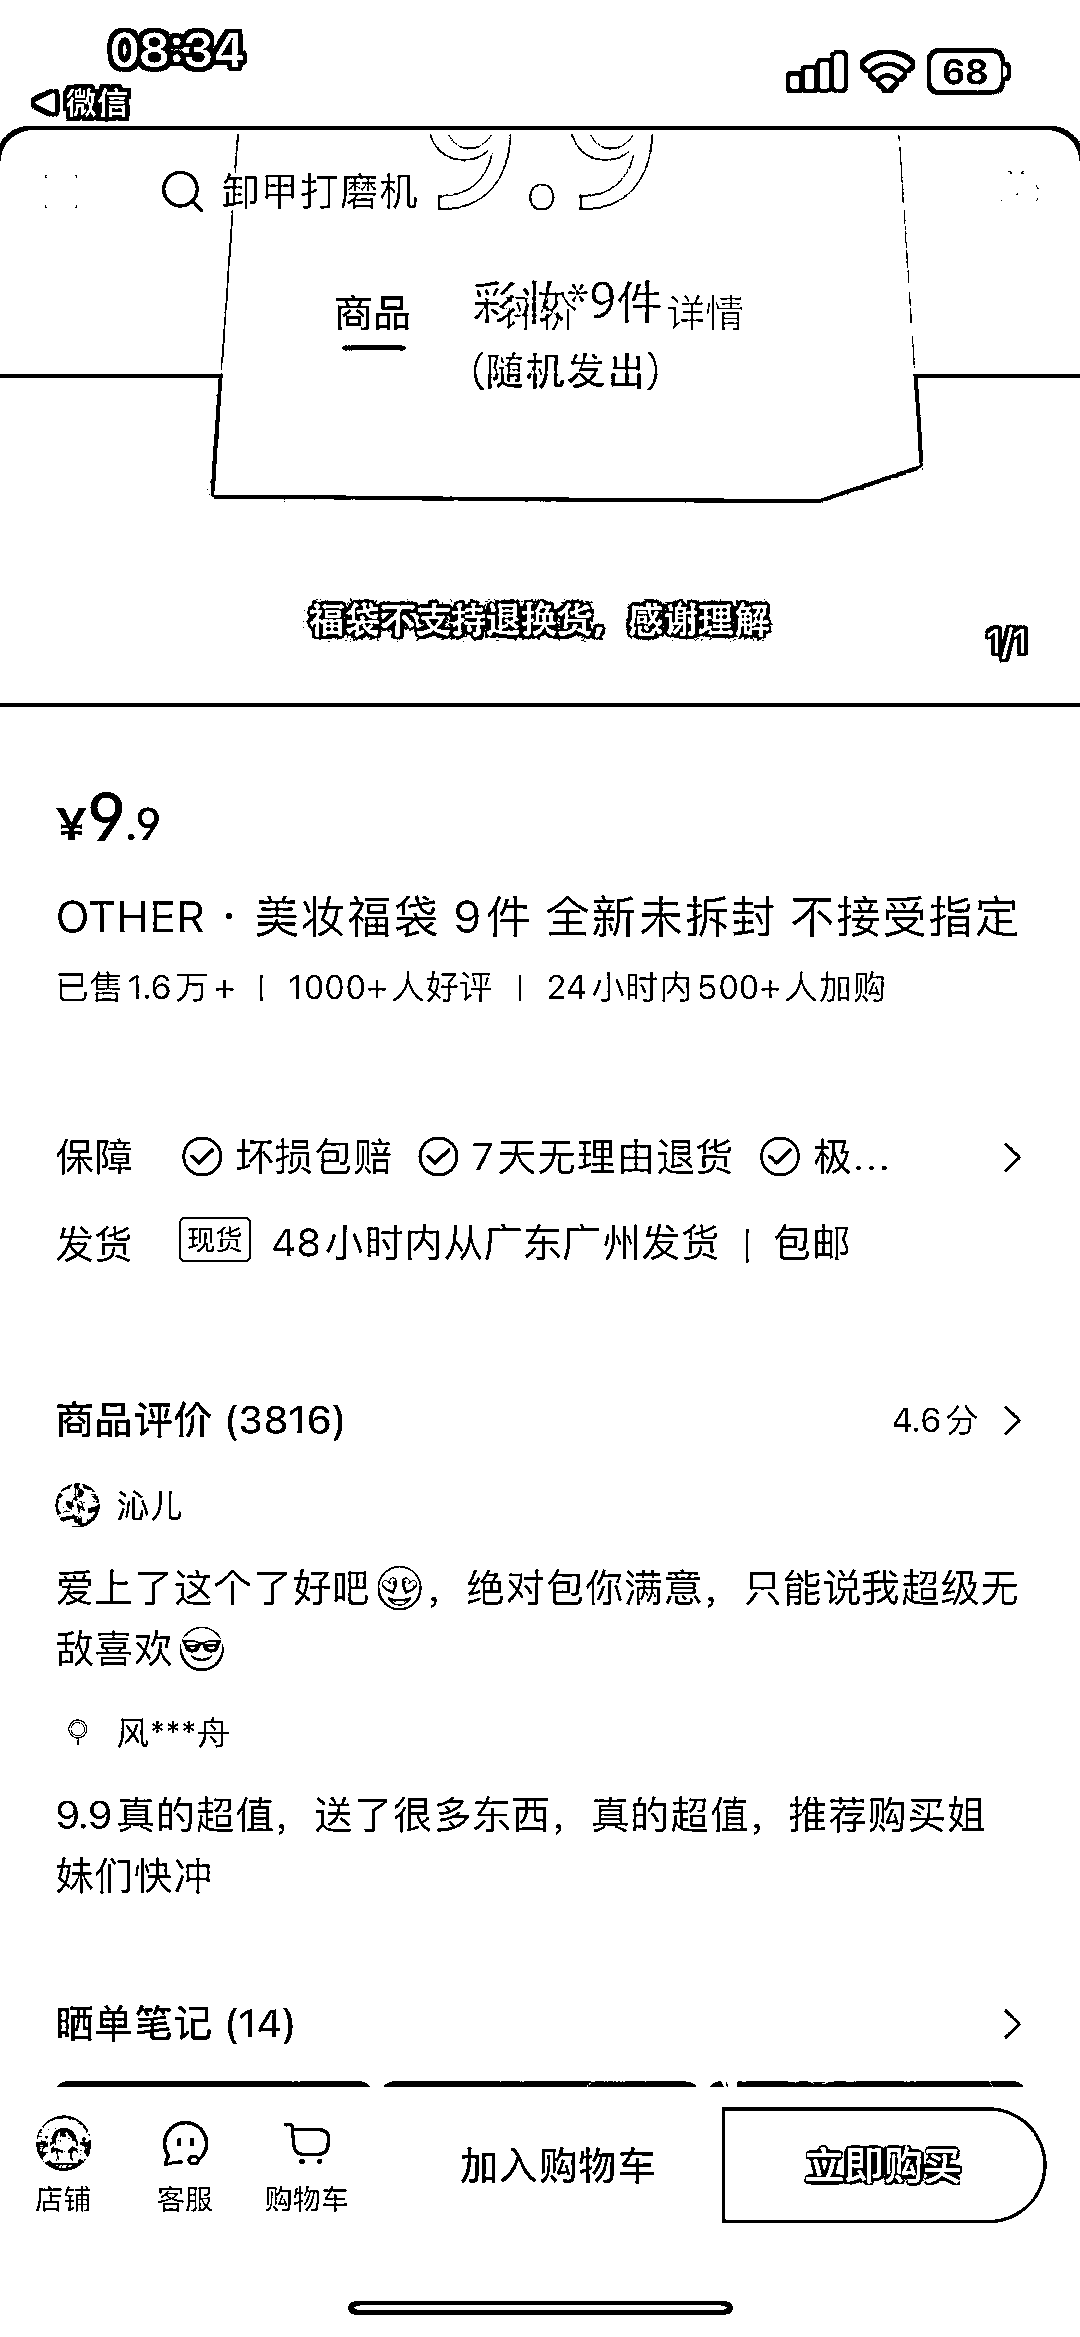 08:34
68
微信
9.9
卸甲打磨机
彩妆*9件
商品
评价
详情
(随机发出)
福袋不支持退换货，感谢理解
1/1
¥9.9
OTHER · 美妆福袋 9件 全新未拆封 不接受指定
已售1.6万+ | 1000+人好评 | 24小时内500+人加购
保障 坏损包赔 7天无理由退货 极...
发货 现货 48小时内从广东广州发货 | 包邮
商品评价 (3816) 4.6分
沁儿
爱上了这个了好吧😍，绝对包你满意，只能说我超级无
敌喜欢😎
风***舟
9.9真的超值，送了很多东西，真的超值，推荐购买姐
妹们快冲
晒单笔记 (14)
店铺 客服 购物车 加入购物车 立即购买